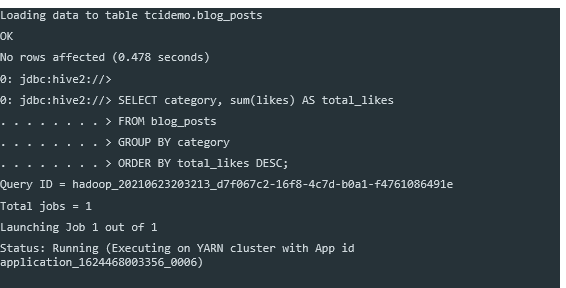 Loading data to table tcidemo.blog_posts
OK
No rows affected (0.478 seconds)
0: jdbc:hive2://>
0: jdbc:hive2://> SELECT category, sum(likes) AS total_likes
. . . . . . . . > FROM blog_posts
. . . . . . . . > GROUP BY category
. . . . . . . . > ORDER BY total_likes DESC;
Query ID = hadoop_20210623203213_d7f067c2-16f8-4c7d-b0a1-f4761086491e
Total jobs = 1
Launching Job 1 out of 1
Status: Running (Executing on YARN cluster with App id
application_1624468003356_0006)